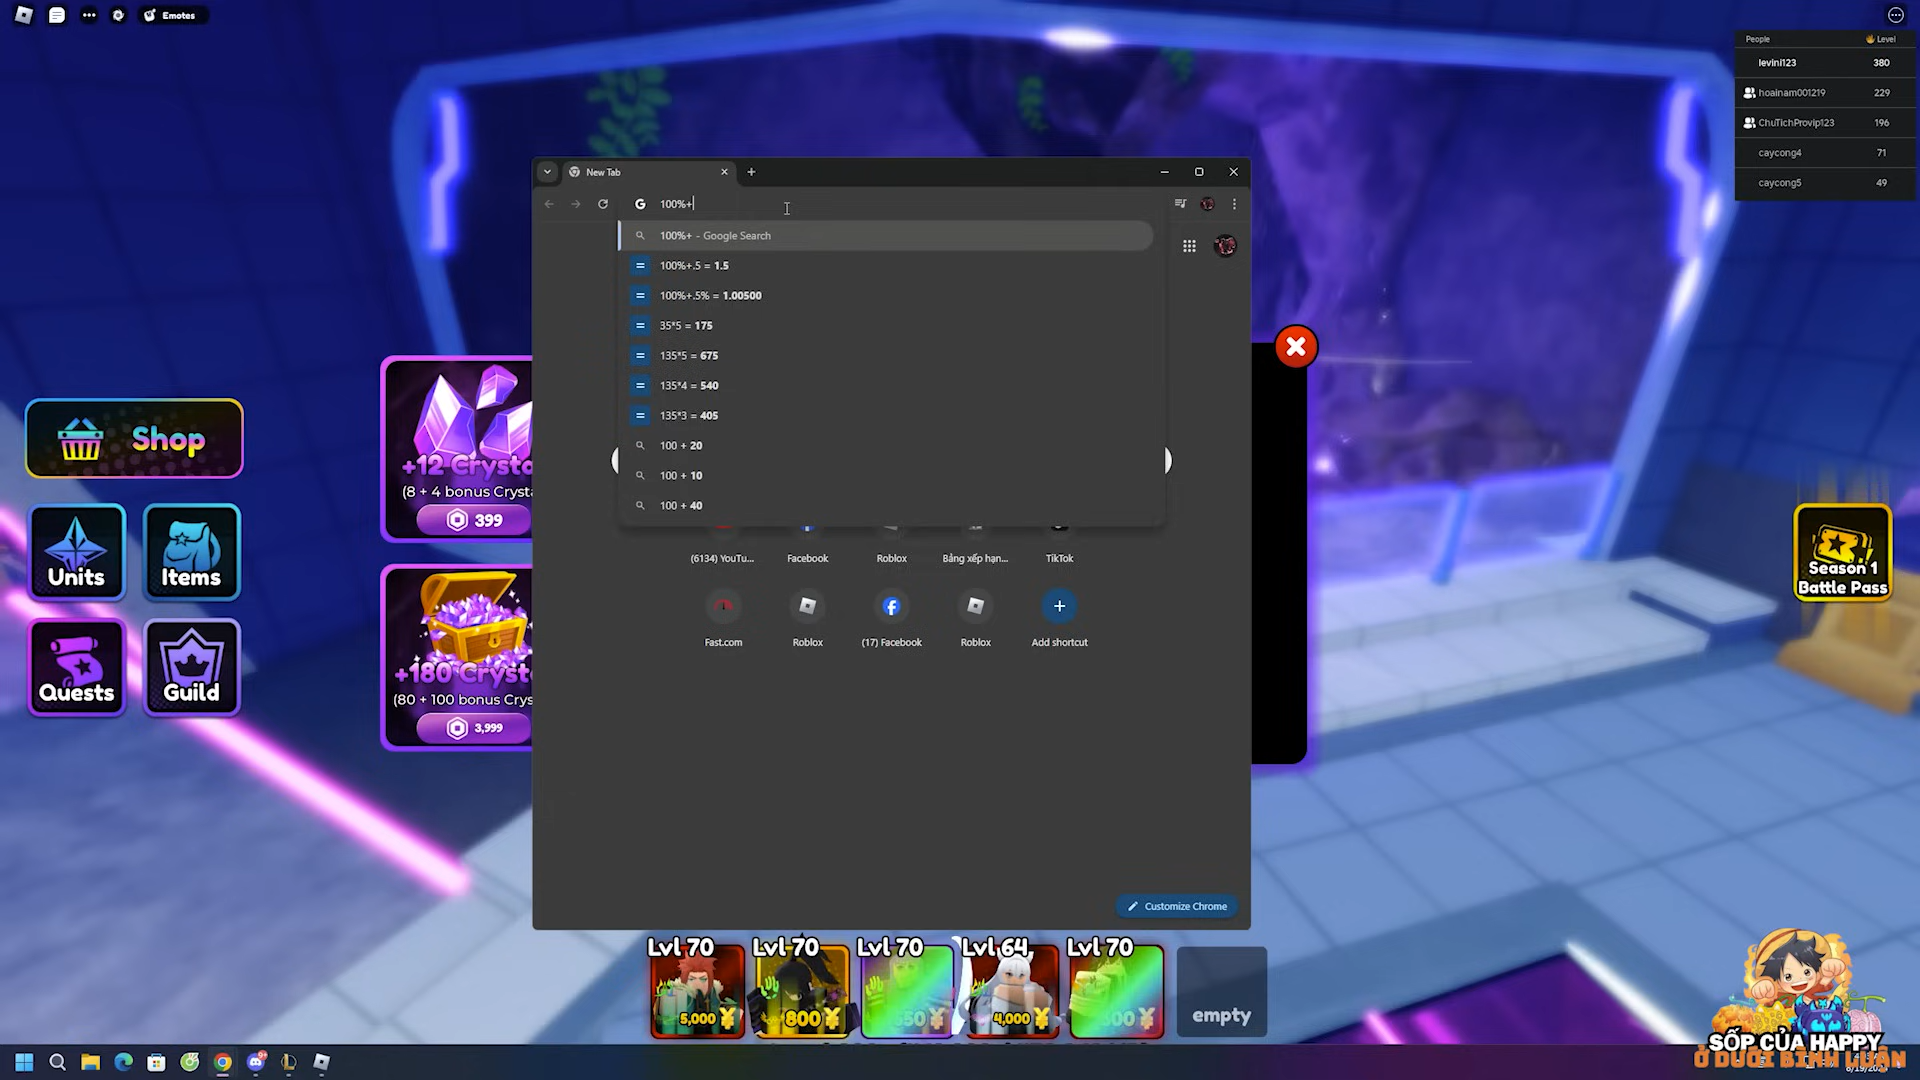 Emotes
People Level
levini123 380
hoainam001219 229
ChuTichProvip123 196
caycong4 71
caycong5 49
New Tab
100%+
100%+ - Google Search
100%+.5 = 1.5
100%+.5% = 1.00500
35*5 = 175
135*5 = 675
135*4 = 540
135*3 = 405
100 + 20
100 + 10
100 + 40
(6134) YouTu...
Facebook
Roblox
Bảng xếp hạn...
TikTok
Fast.com
Roblox
(17) Facebook
Roblox
Add shortcut
Customize Chrome
Shop
Units
Items
Quests
Guild
+12 Crysta
(8 + 4 bonus Crysta
399
+180 Cryst
(80 + 100 bonus Crys
3,999
Season 1
Battle Pass
Lvl 70
5,000
Lvl 70
800
Lvl 70
Lvl 64
4,000
Lvl 70
empty
SỐP CỦA HAPPY
Ở DƯỚI BÌNH LUẬN